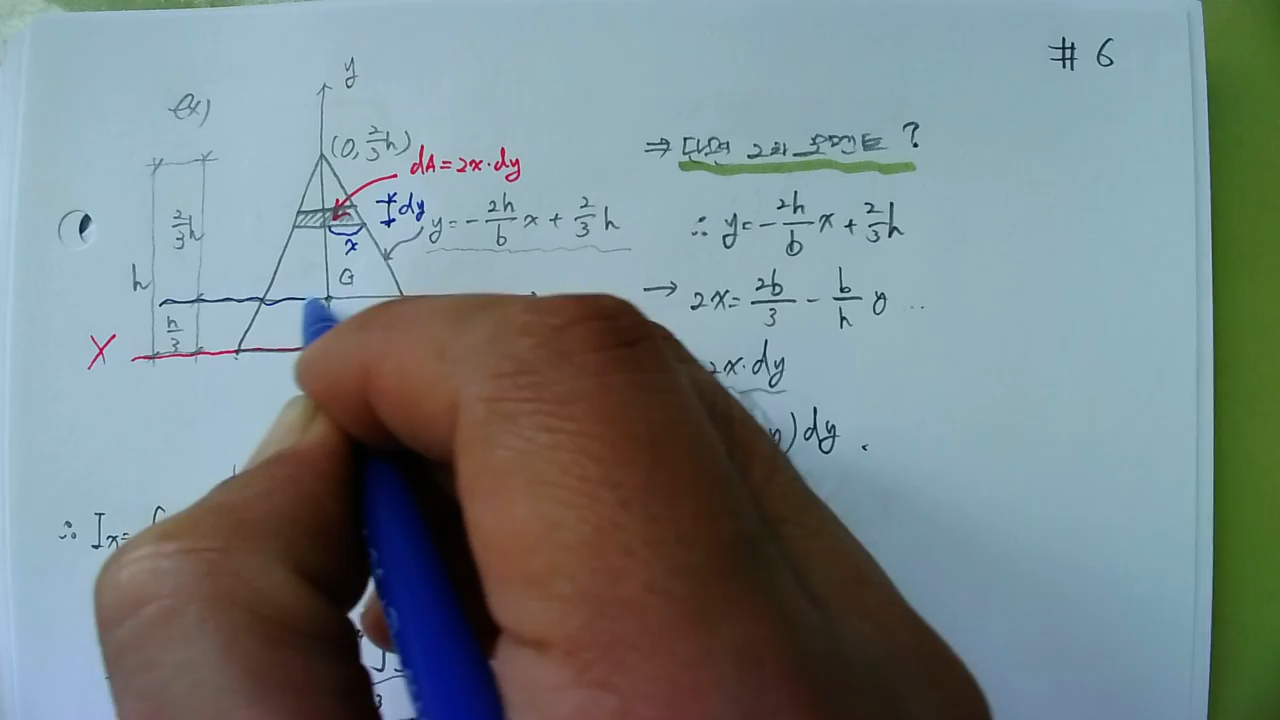 # 6
ex)
y
(0, 2/3 h)
dA = 2x·dy
dy
x
G
y = - 2h/b x + 2/3 h
2/3 h
h
h/3
X
⇒ 단면 2차 모멘트 ?
∴ y = - 2h/b x + 2/3 h
→ 2x = 2b/3 - b/h y ..
2x·dy
)dy .
∴ Ix =